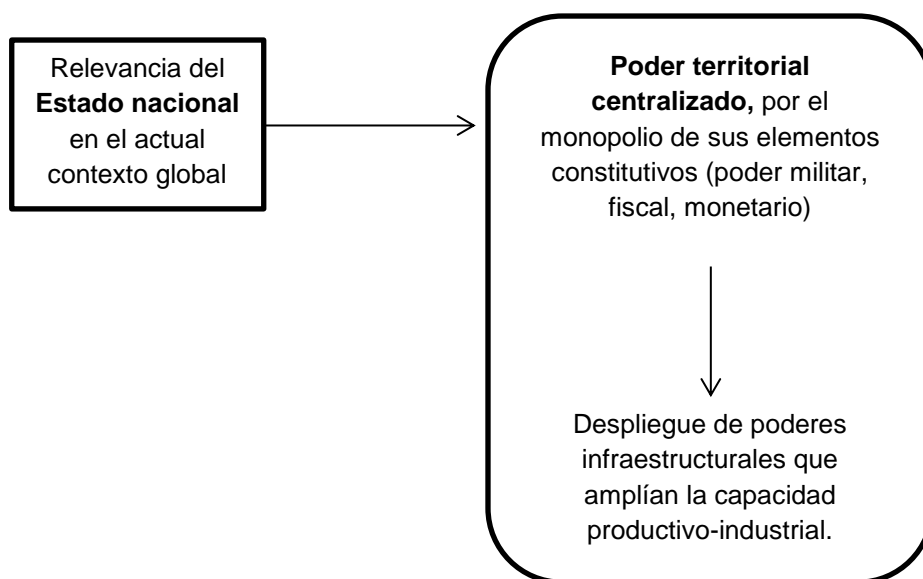 Relevancia del
Estado nacional
en el actual
contexto global
Poder territorial
centralizado, por el
monopolio de sus elementos
constitutivos (poder militar,
fiscal, monetario)
Despliegue de poderes
infraestructurales que
amplían la capacidad
productivo-industrial.